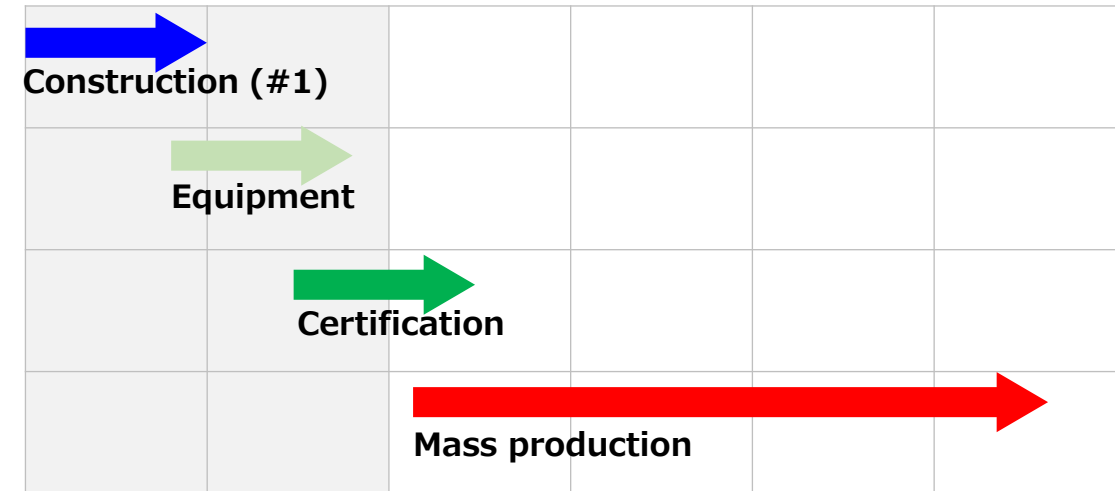 Construction (#1)
Equipment
Certification
Mass production